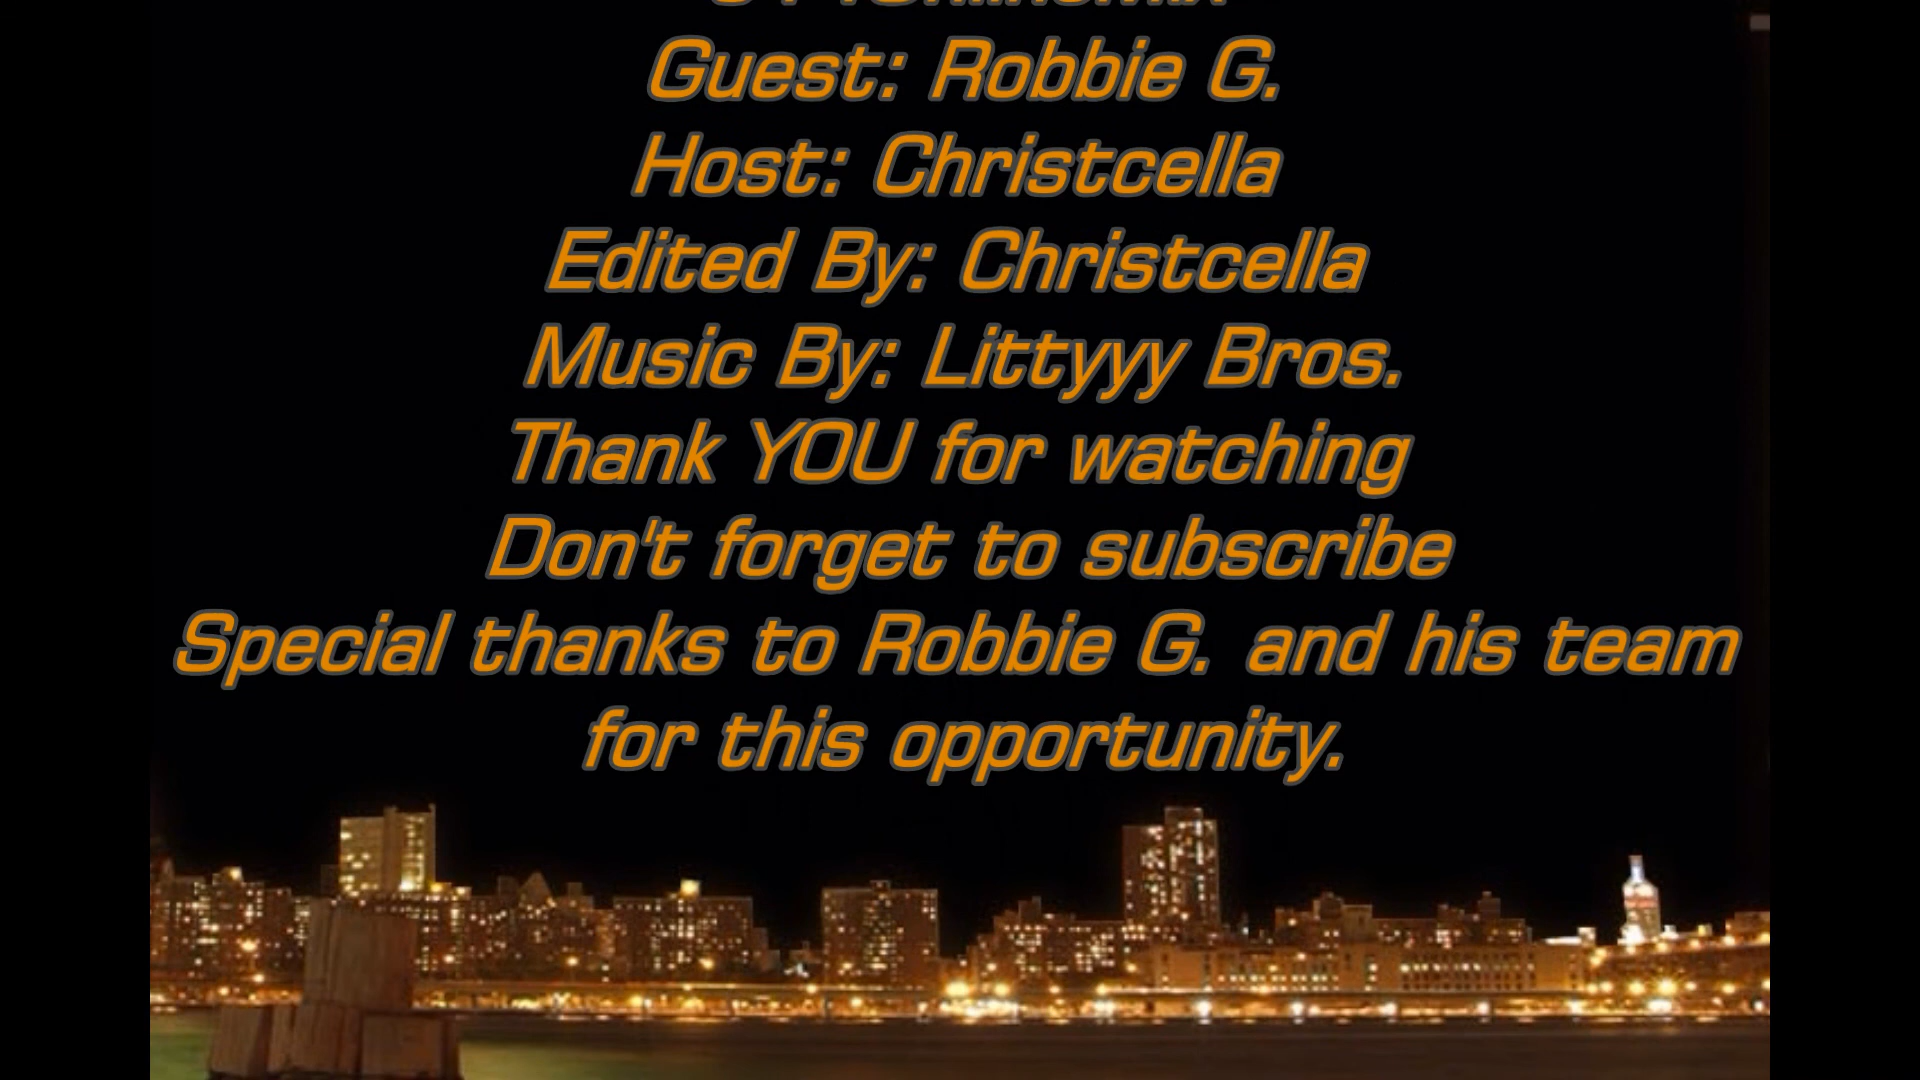 Guest: Robbie G.
Host: Christcella
Edited By: Christcella
Music By: Littyyy Bros.
Thank YOU for watching
Don't forget to subscribe
Special thanks to Robbie G. and his team
for this opportunity.